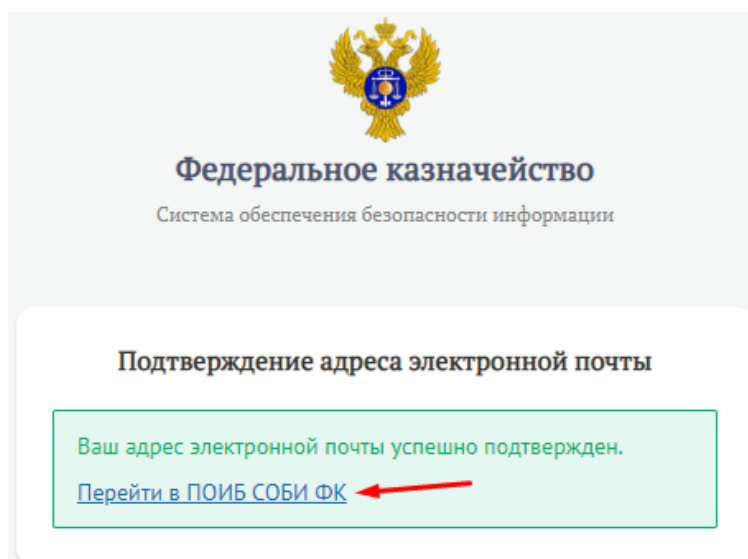 Федеральное казначейство
Система обеспечения безопасности информации
Подтверждение адреса электронной почты
Ваш адрес электронной почты успешно подтвержден.
Перейти в ПОИБ СОБИ ФК